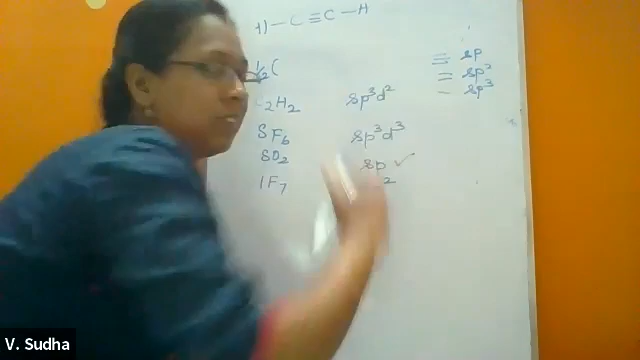 H-C≡C-H
≡ sp
= sp²
- sp³
C₂H₂ sp³d²
SF₆ sp³d³
SO₂ sp ✓
IF₇
V. Sudha